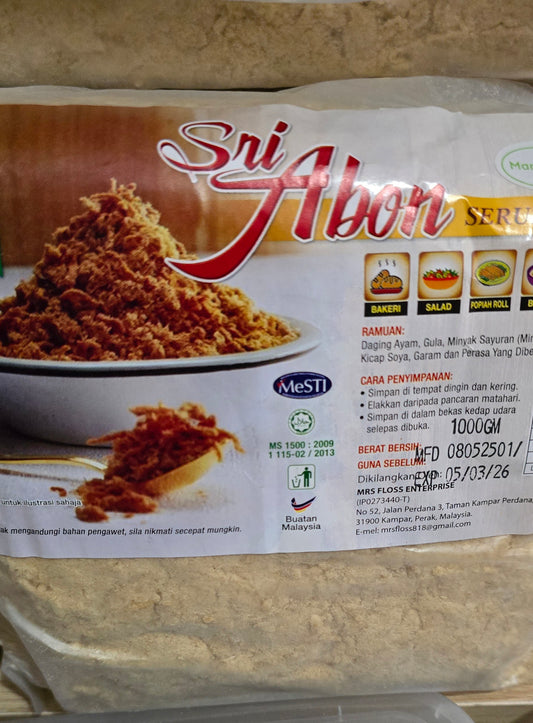 Sri
Abon
SERU
BAKERI
SALAD
POPIAH ROLL
RAMUAN:
Daging Ayam, Gula, Minyak Sayuran
Kicap Soya, Garam dan Perasa Yang
CARA PENYIMPANAN:
• Simpan di tempat dingin dan kering.
• Elakkan daripada pancaran matahari.
• Simpan di dalam bekas kedap udara
selepas dibuka.
1000GM
BERAT BERSIH:
MFD 08052501/
GUNA SEBELUM:
EXP 05/03/26
Dikilangkan
MRS FLOSS ENTERPRISE
(IP0273440-T)
No 52, Jalan Perdana 3, Taman Kampar Perdana,
31900 Kampar, Perak, Malaysia.
E-mel: mrsfloss818@gmail.com
MeSTI
MS 1500 : 2009
1 115-02 / 2013
Buatan
Malaysia
untuk ilustrasi sahaja
ak mengandungi bahan pengawet, sila nikmati secepat mungkin.